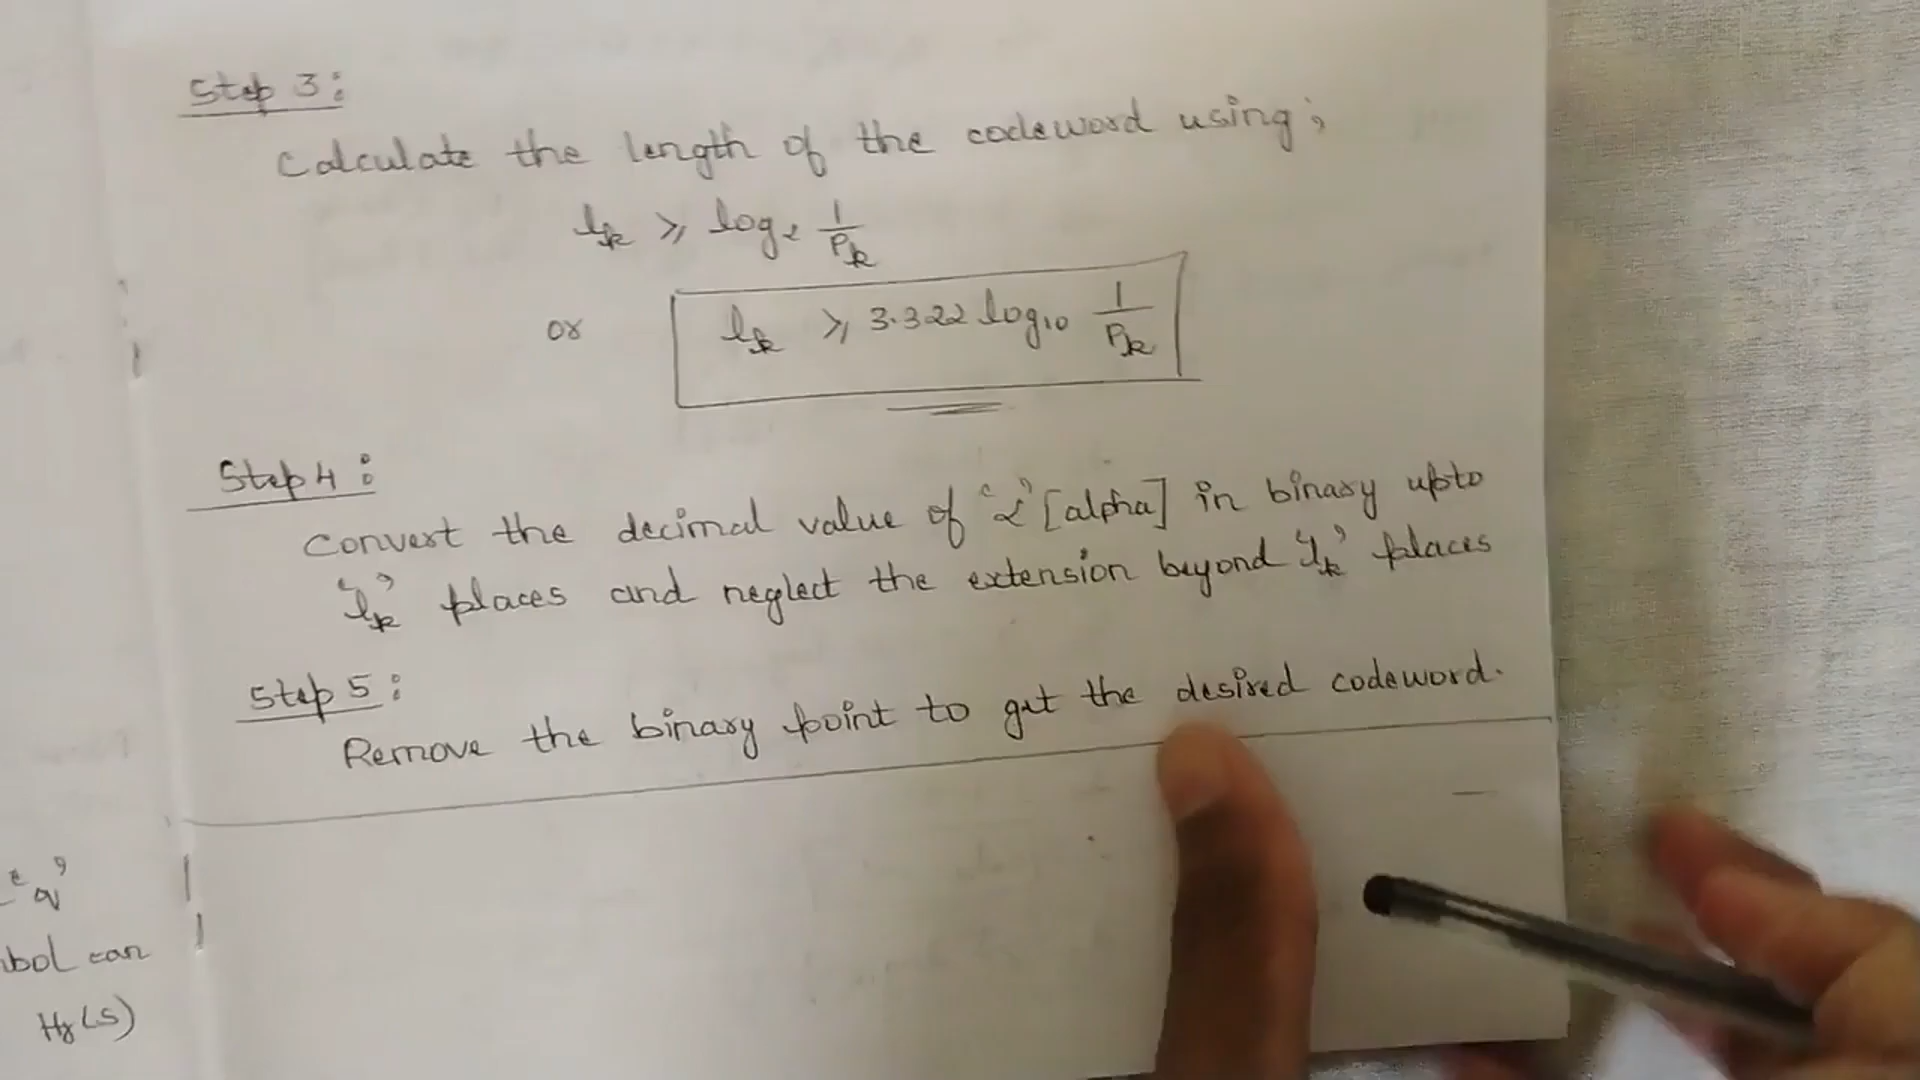 Step 3:
Calculate the length of the codeword using;
lk ⩾ log2 1/Pk
or lk ⩾ 3.322 log10 1/Pk
Step 4:
Convert the decimal value of 'α' [alpha] in binary upto
'lk' places and neglect the extension beyond 'lk' places
Step 5:
Remove the binary point to get the desired codeword.
can
(S)